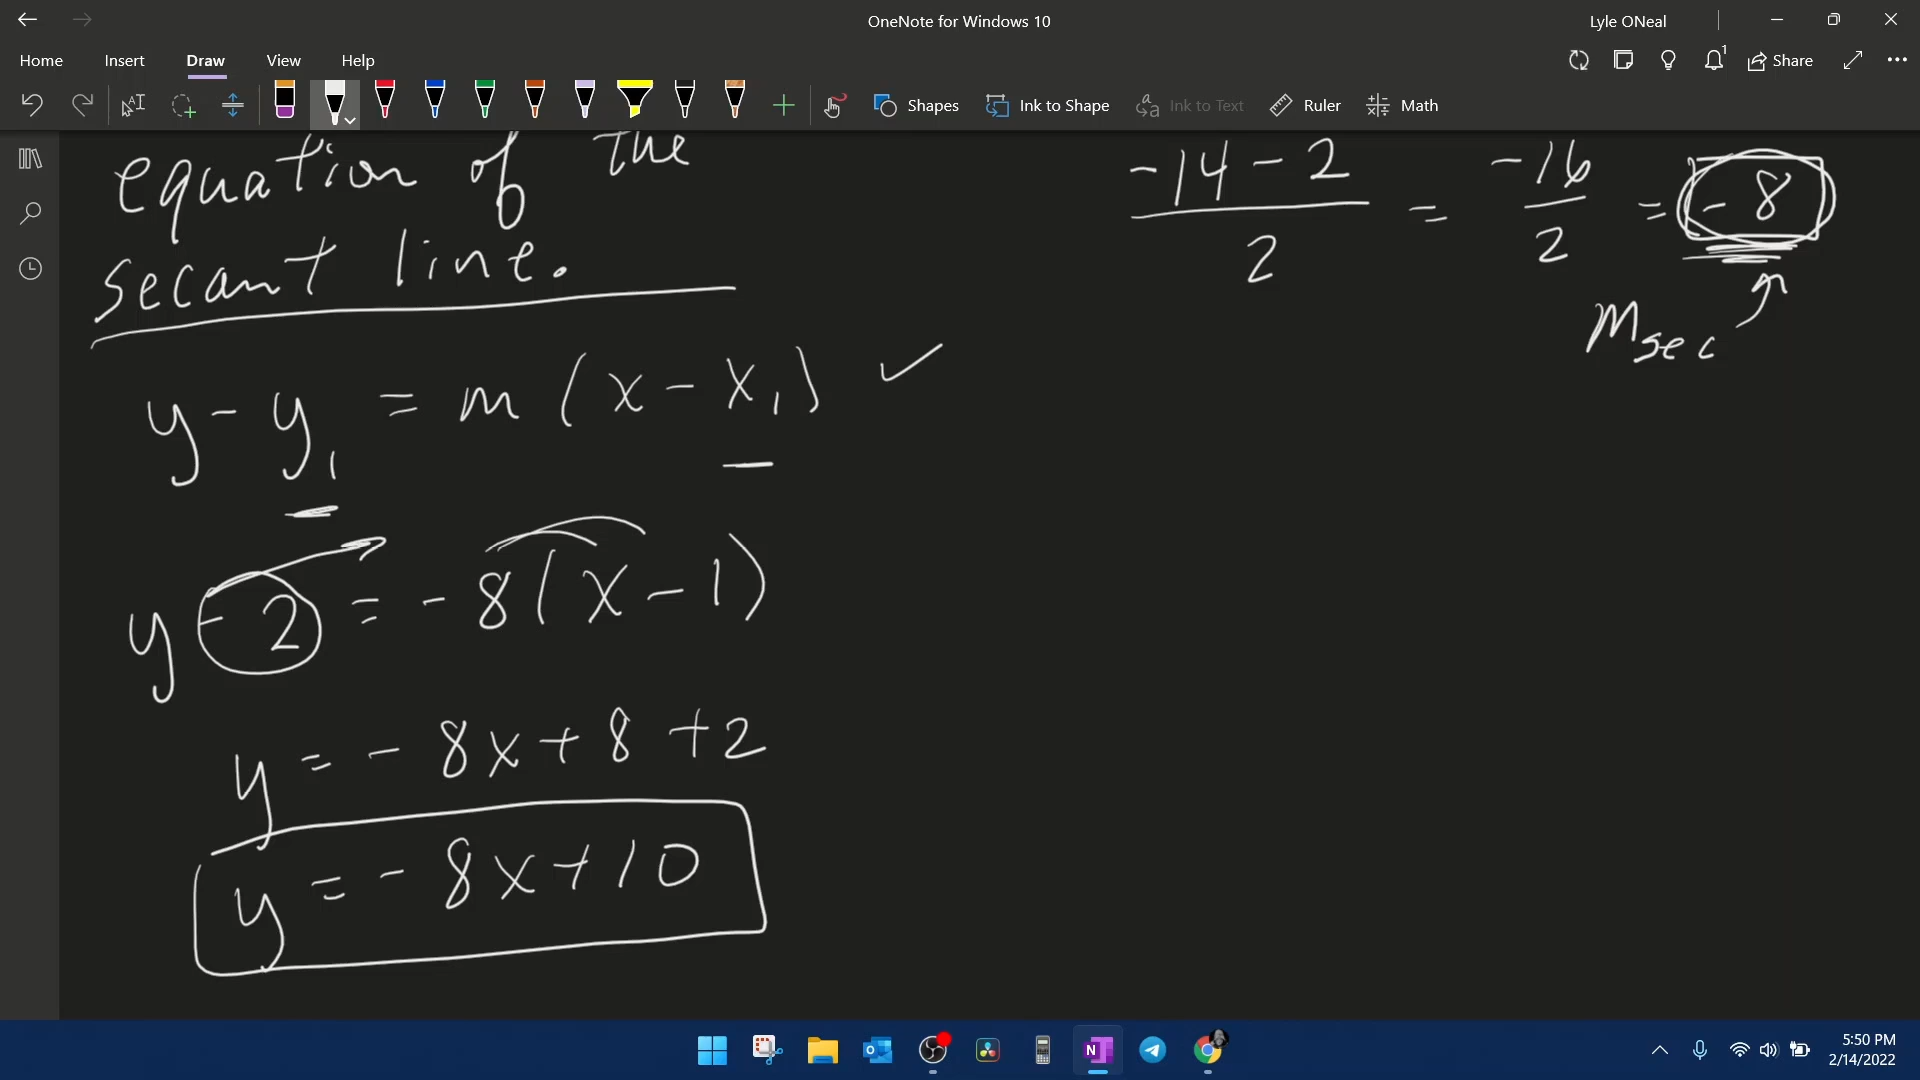 OneNote for Windows 10
Lyle ONeal
Home Insert Draw View Help
1
Share
Shapes Ink to Shape Ink to Text Ruler Math
equation of the
secant line.
y - y₁ = m (x - x₁) ✓
y - 2 = - 8(x - 1)
y = - 8x + 8 + 2
y = - 8x + 10
-14 - 2
2
=
-16
2
= - 8
Msec
5:50 PM
2/14/2022